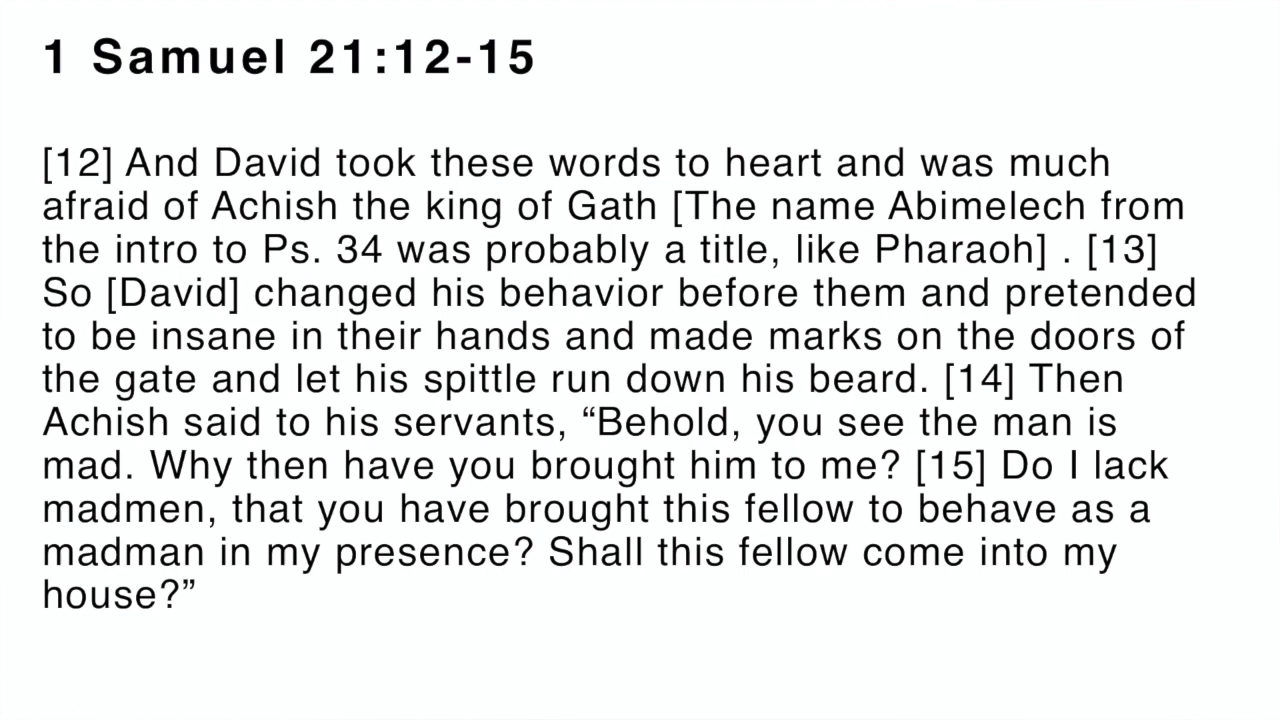 1 Samuel 21:12-15
[12] And David took these words to heart and was much
afraid of Achish the king of Gath [The name Abimelech from
the intro to Ps. 34 was probably a title, like Pharaoh] . [13]
So [David] changed his behavior before them and pretended
to be insane in their hands and made marks on the doors of
the gate and let his spittle run down his beard. [14] Then
Achish said to his servants, “Behold, you see the man is
mad. Why then have you brought him to me? [15] Do I lack
madmen, that you have brought this fellow to behave as a
madman in my presence? Shall this fellow come into my
house?”